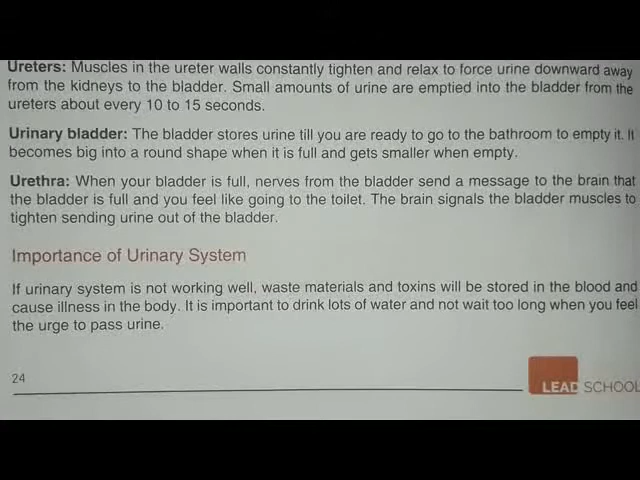 Ureters: Muscles in the ureter walls constantly tighten and relax to force urine downward away
from the kidneys to the bladder. Small amounts of urine are emptied into the bladder from the
ureters about every 10 to 15 seconds.
Urinary bladder: The bladder stores urine till you are ready to go to the bathroom to empty it. It
becomes big into a round shape when it is full and gets smaller when empty.
Urethra: When your bladder is full, nerves from the bladder send a message to the brain that
the bladder is full and you feel like going to the toilet. The brain signals the bladder muscles to
tighten sending urine out of the bladder.
Importance of Urinary System
If urinary system is not working well, waste materials and toxins will be stored in the blood and
cause illness in the body. It is important to drink lots of water and not wait too long when you feel
the urge to pass urine.
24
LEAD SCHOOL